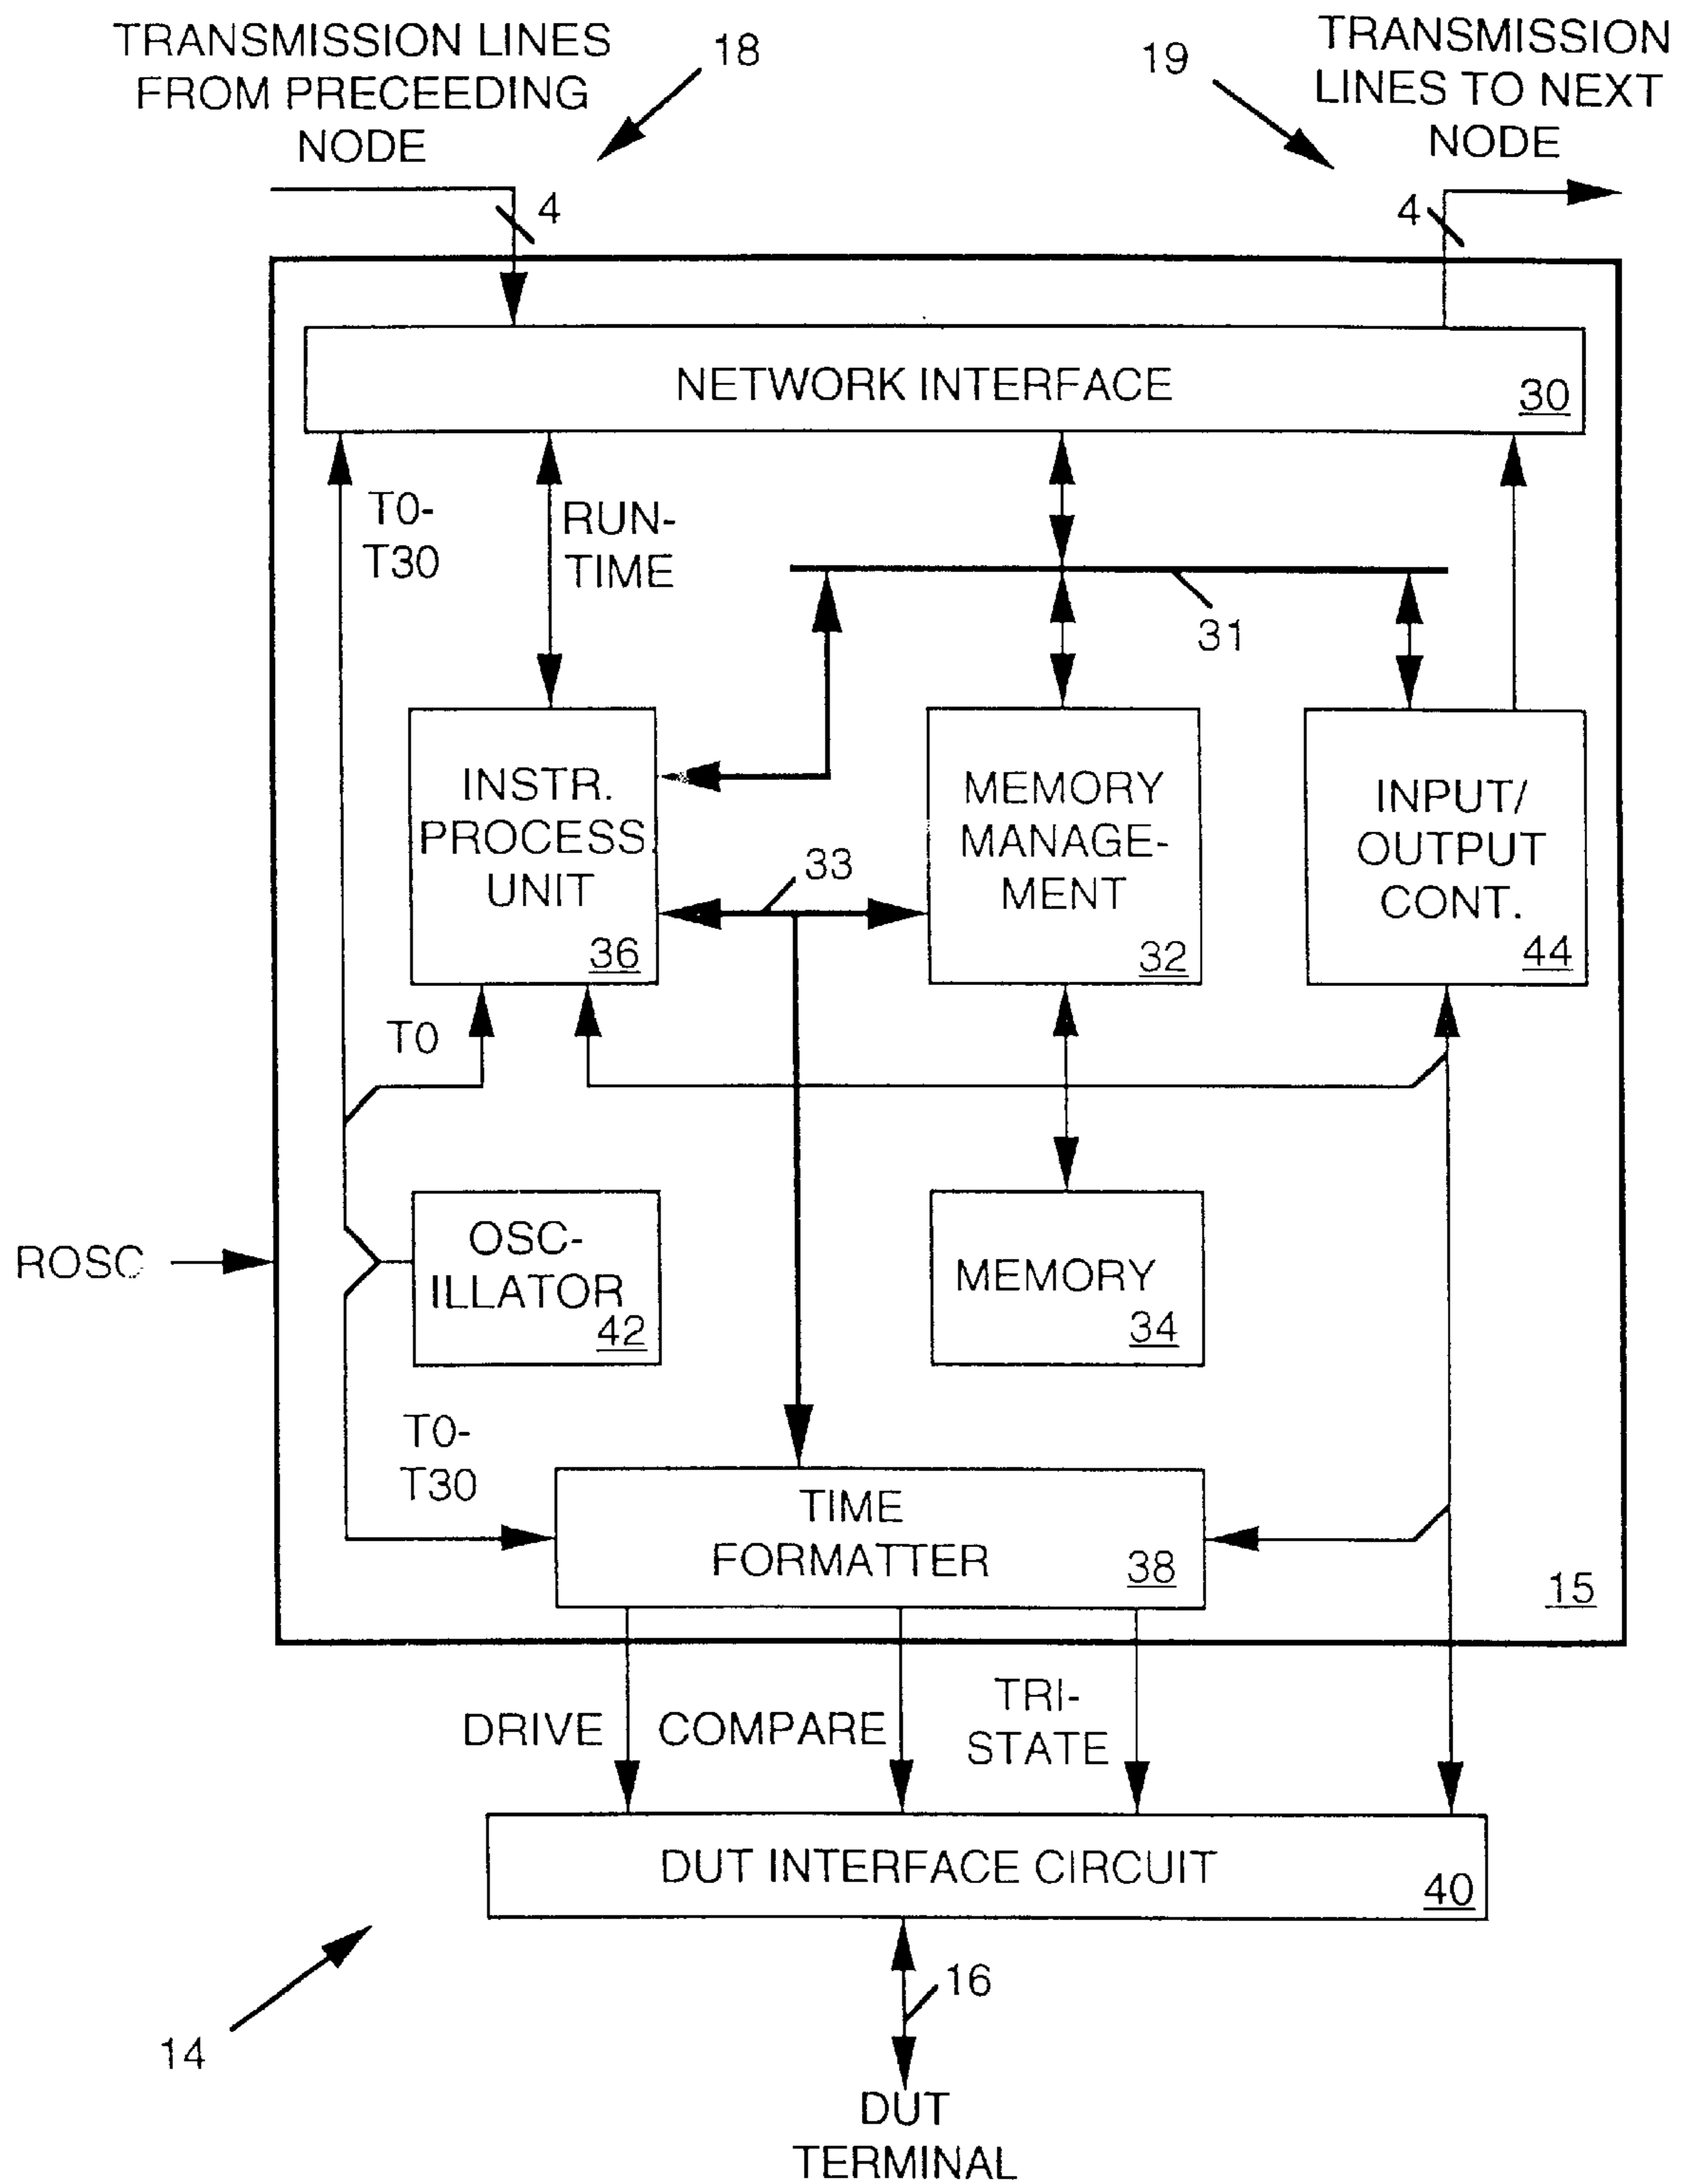 TRANSMISSION LINES
FROM PRECEEDING
NODE
18
19
TRANSMISSION
LINES TO NEXT
NODE
4
4
NETWORK INTERFACE
30
T0-
T30
RUN-
TIME
31
INSTR.
PROCESS
UNIT
36
33
MEMORY
MANAGE-
MENT
32
INPUT/
OUTPUT
CONT.
44
T0
ROSC
OSC-
ILLATOR
42
MEMORY
34
T0-
T30
TIME
FORMATTER
38
15
DRIVE
COMPARE
TRI-
STATE
DUT INTERFACE CIRCUIT
40
14
16
DUT
TERMINAL